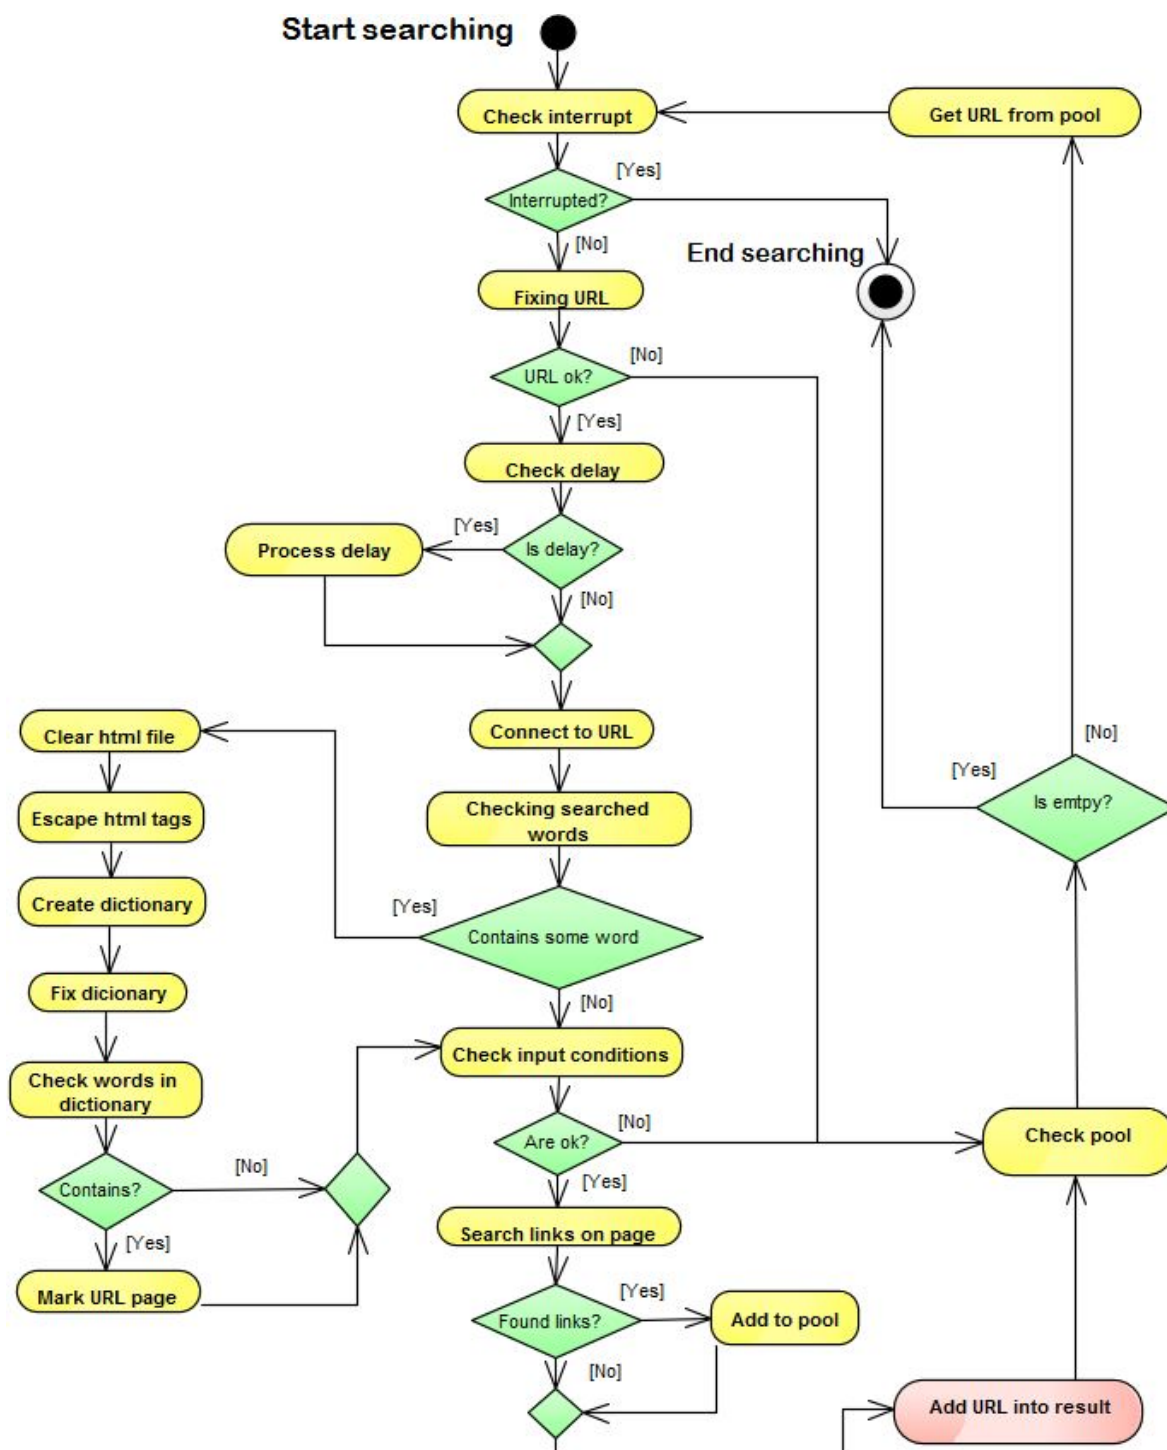 Start searching
Check interrupt
Get URL from pool
[Yes]
Interrupted?
[No]
End searching
Fixing URL
[No]
URL ok?
[Yes]
Check delay
[Yes]
Process delay
Is delay?
[No]
Clear html file
Connect to URL
[No]
[Yes]
Is emtpy?
Escape html tags
Checking searched
words
Create dictionary
[Yes]
Contains some word
Fix dicionary
[No]
Check input conditions
Check words in
dictionary
[No]
Are ok?
Check pool
[No]
Contains?
[Yes]
Search links on page
[Yes]
Mark URL page
[Yes]
Found links?
Add to pool
[No]
Add URL into result